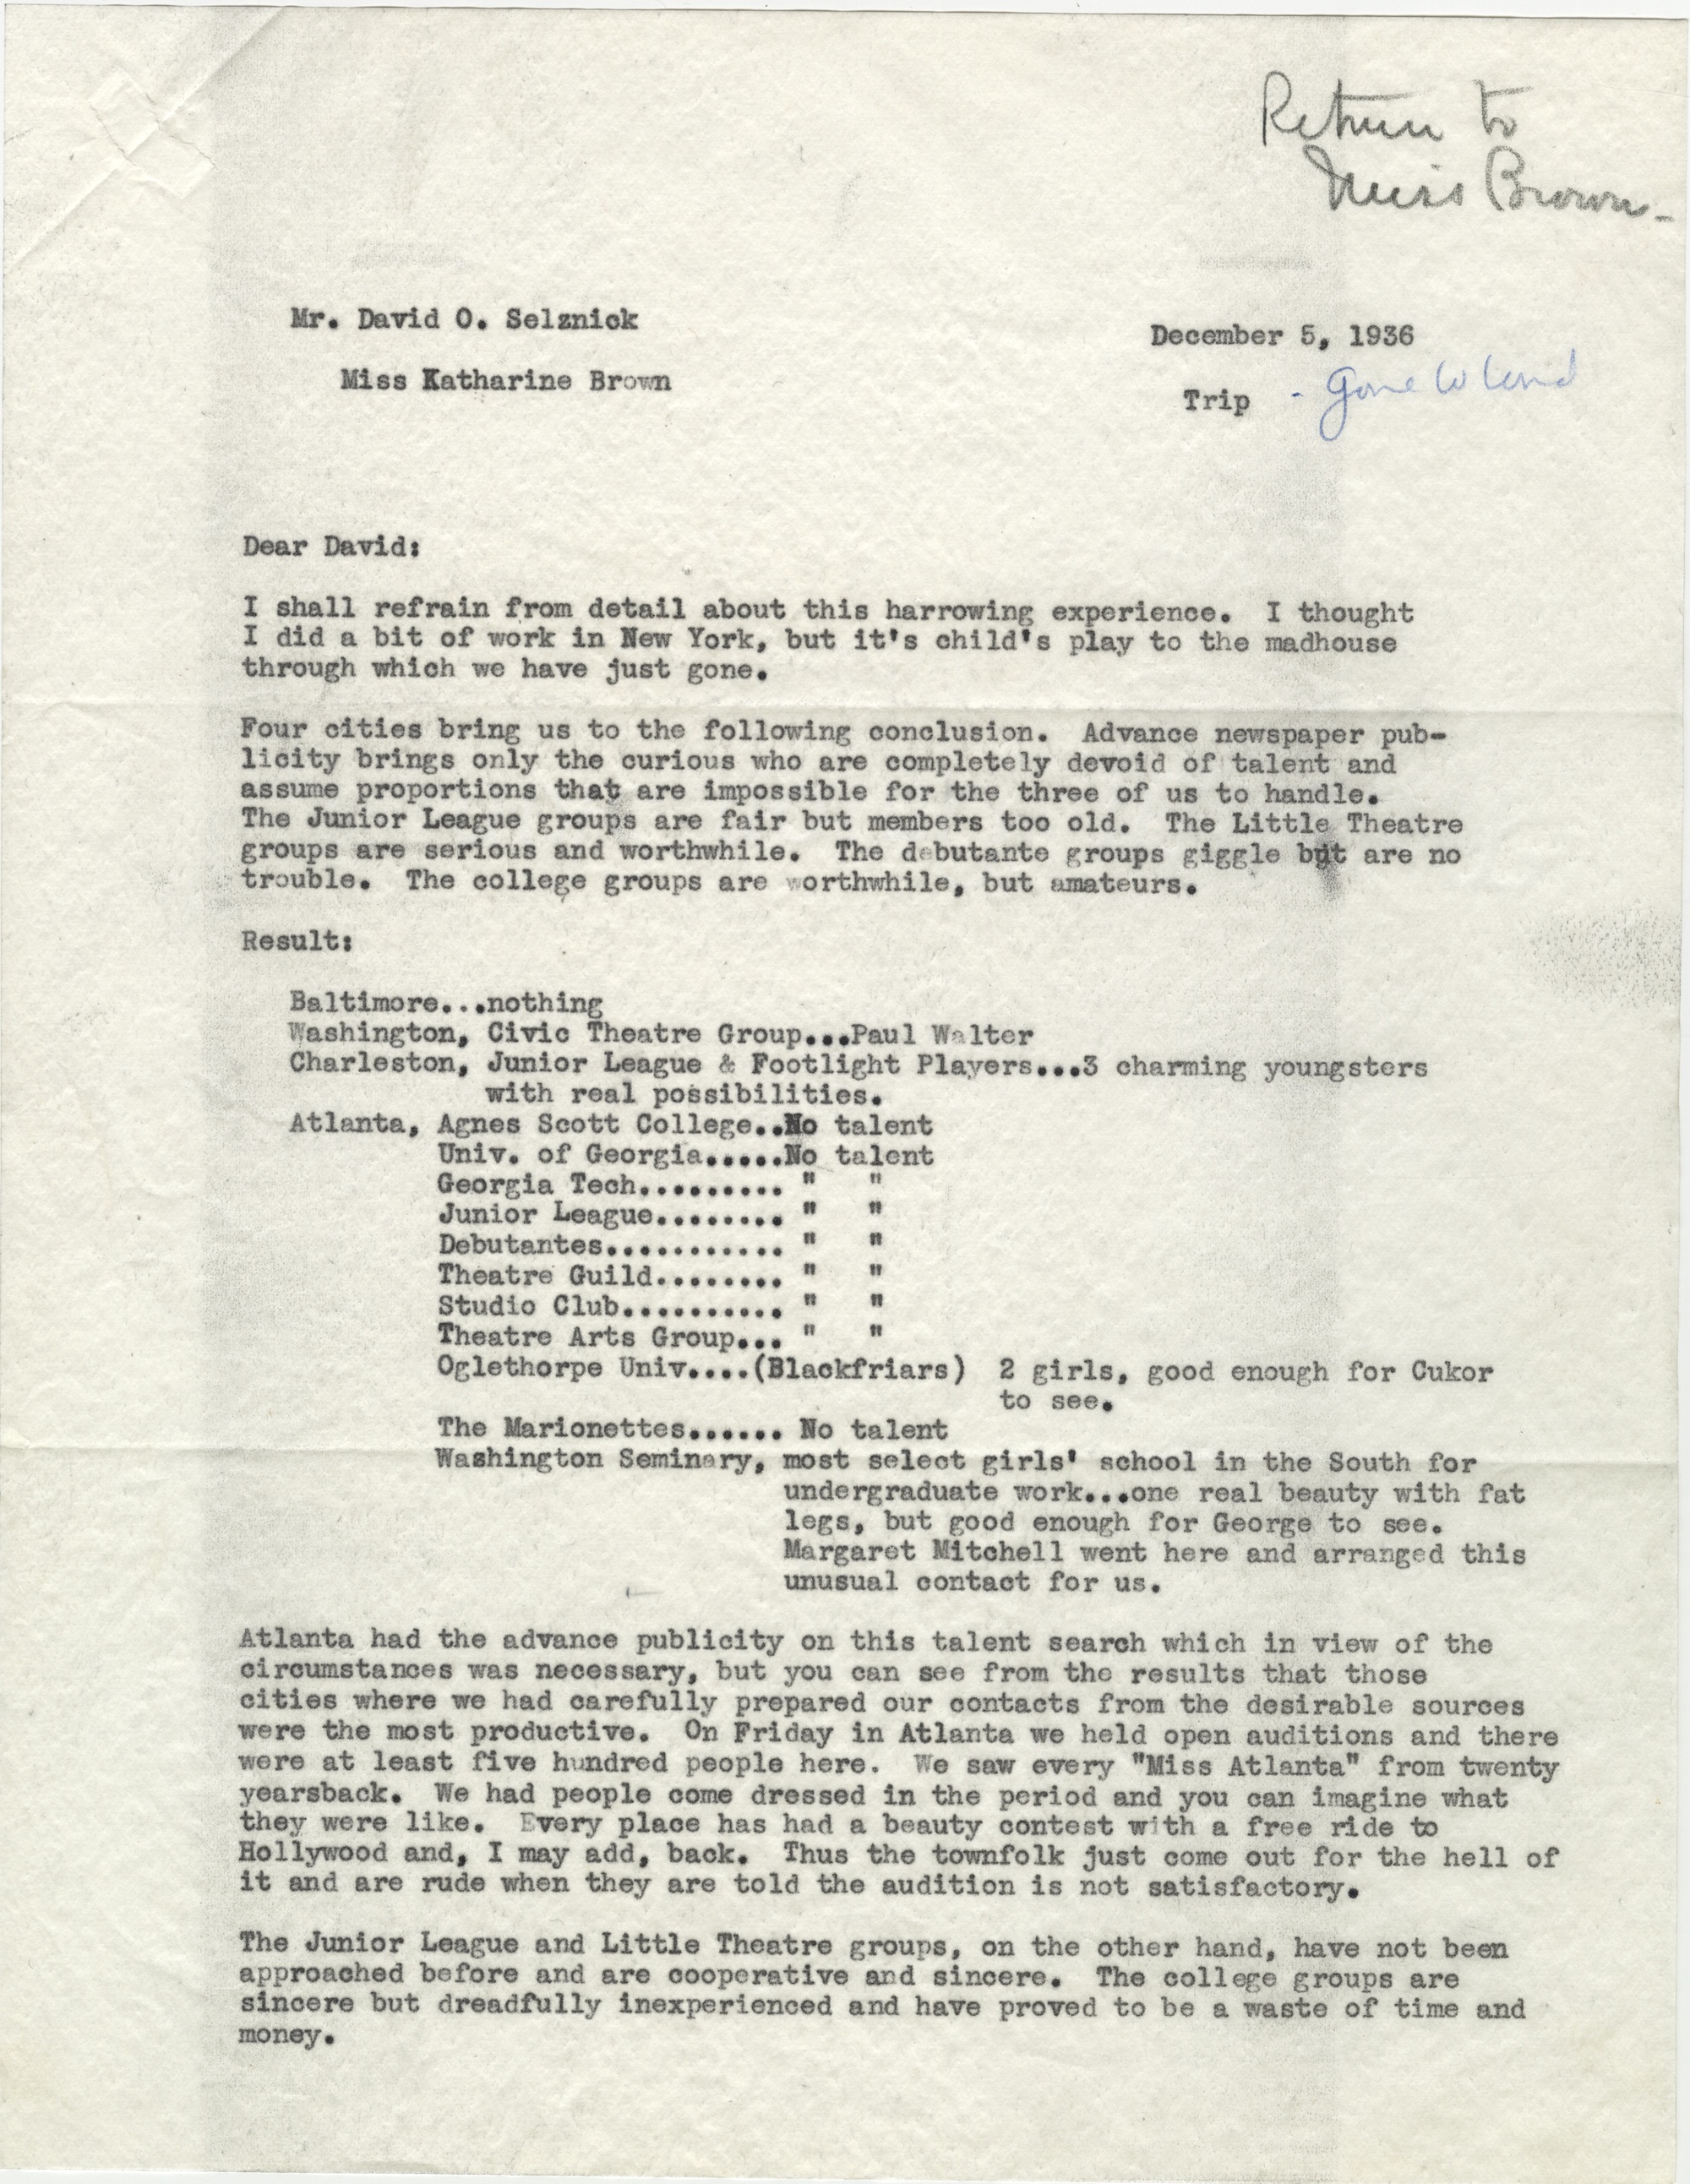 Return to
Miss Brown-
Mr. David O. Selznick
December 5, 1936
Miss Katharine Brown
Trip - Gone W Wind
Dear David:
I shall refrain from detail about this harrowing experience. I thought
I did a bit of work in New York, but it's child's play to the madhouse
through which we have just gone.
Four cities bring us to the following conclusion. Advance newspaper pub-
licity brings only the curious who are completely devoid of talent and
assume proportions that are impossible for the three of us to handle.
The Junior League groups are fair but members too old. The Little Theatre
groups are serious and worthwhile. The debutante groups giggle but are no
trouble. The college groups are worthwhile, but amateurs.
Result:
Baltimore...nothing
Washington, Civic Theatre Group...Paul Walter
Charleston, Junior League & Footlight Players...3 charming youngsters
with real possibilities.
Atlanta, Agnes Scott College..No talent
Univ. of Georgia.....No talent
Georgia Tech......... " "
Junior League........ " "
Debutantes........... " "
Theatre Guild........ " "
Studio Club.......... " "
Theatre Arts Group... " "
Oglethorpe Univ....(Blackfriars) 2 girls, good enough for Cukor
to see.
The Marionettes...... No talent
Washington Seminary, most select girls' school in the South for
undergraduate work...one real beauty with fat
legs, but good enough for George to see.
Margaret Mitchell went here and arranged this
unusual contact for us.
Atlanta had the advance publicity on this talent search which in view of the
circumstances was necessary, but you can see from the results that those
cities where we had carefully prepared our contacts from the desirable sources
were the most productive. On Friday in Atlanta we held open auditions and there
were at least five hundred people here. We saw every "Miss Atlanta" from twenty
yearsback. We had people come dressed in the period and you can imagine what
they were like. Every place has had a beauty contest with a free ride to
Hollywood and, I may add, back. Thus the townfolk just come out for the hell of
it and are rude when they are told the audition is not satisfactory.
The Junior League and Little Theatre groups, on the other hand, have not been
approached before and are cooperative and sincere. The college groups are
sincere but dreadfully inexperienced and have proved to be a waste of time and
money.